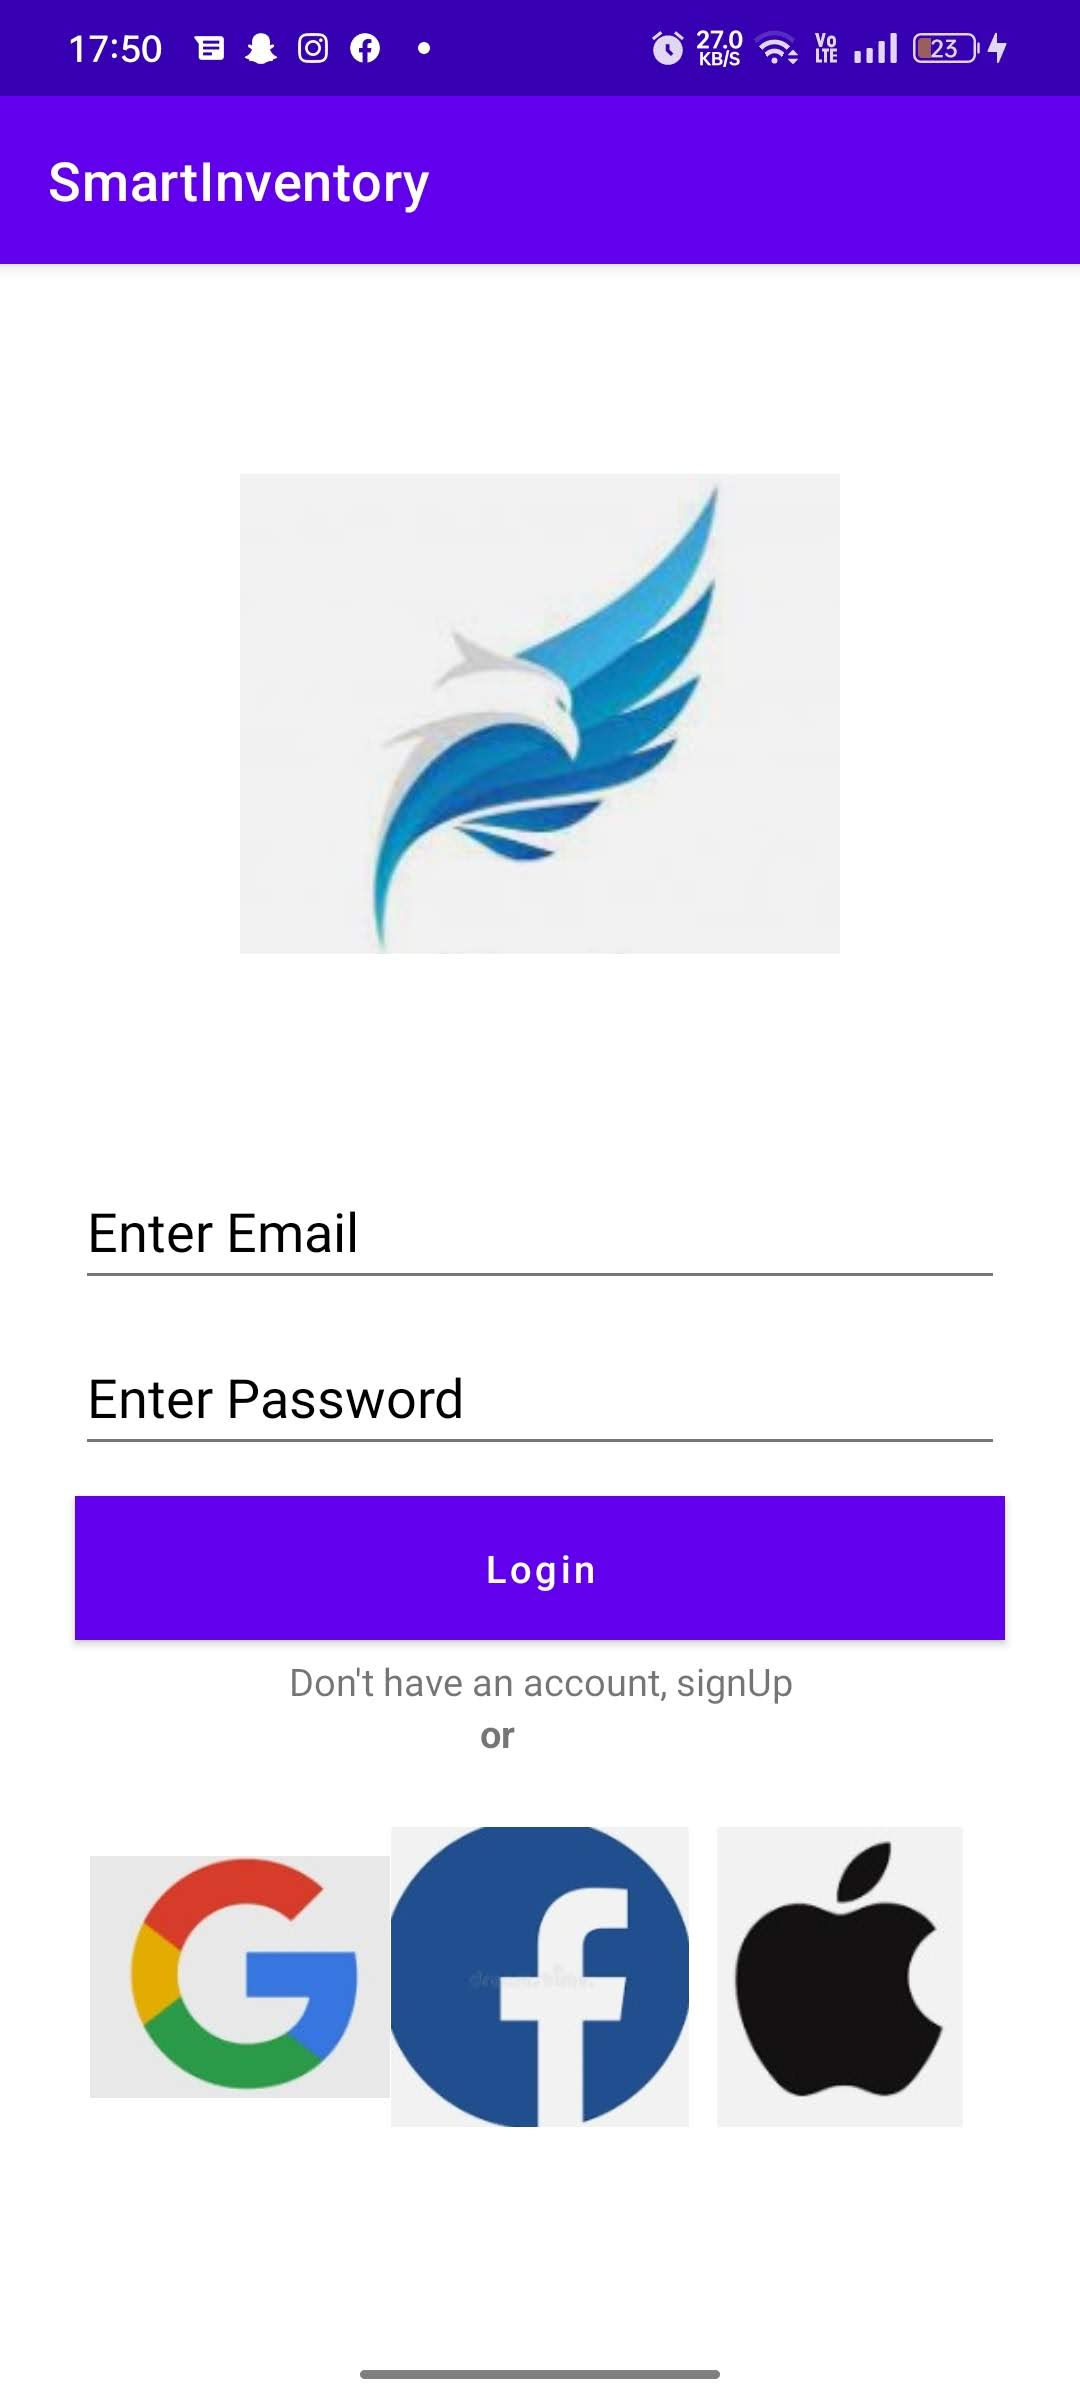 17:50 27.0 KB/S Vo LTE 23
SmartInventory
Enter Email
Enter Password
Login
Don't have an account, signUp
or